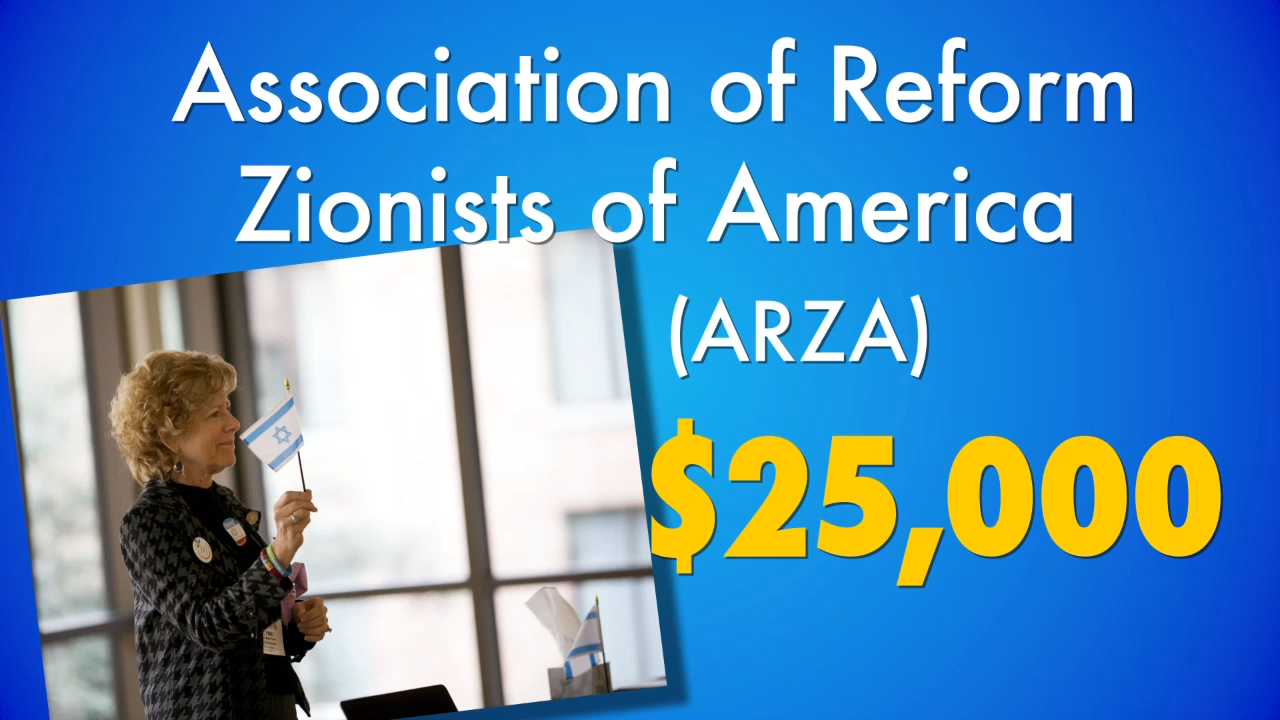 Association of Reform
Zionists of America
(ARZA)
$25,000